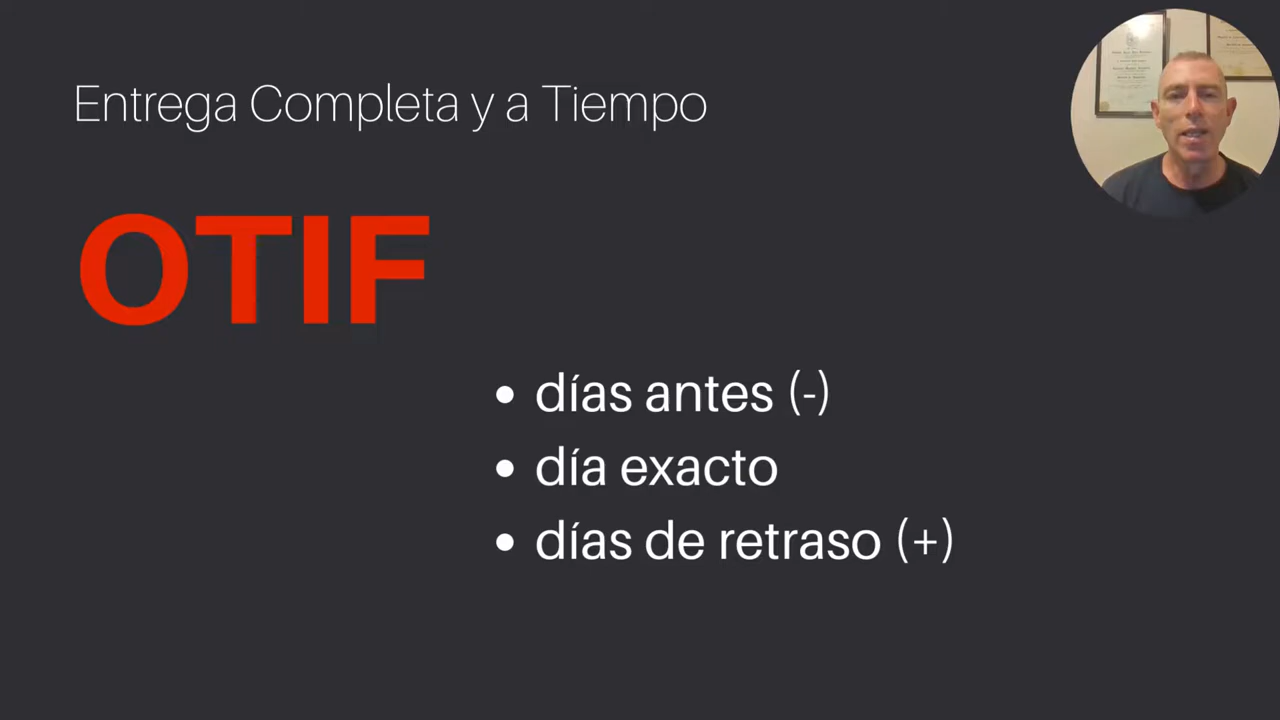 Entrega Completa y a Tiempo
OTIF
• días antes (-)
• día exacto
• días de retraso (+)